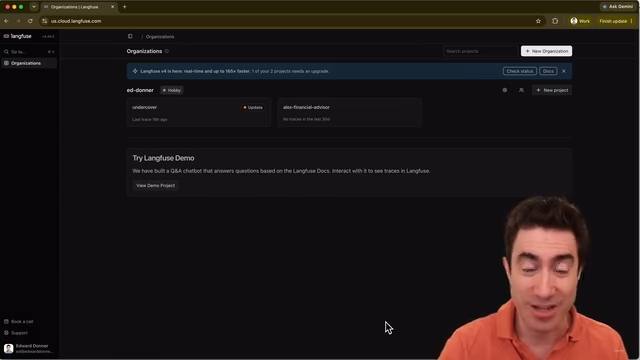 Organizations | Langfuse
Ask Gemini
us.cloud.langfuse.com
Work
Finish update
langfuse
Organizations
Go to...
Organizations
Organizations
Search projects
New Organization
Langfuse v4 is here: real-time and up to 165x faster. 1 of your 2 projects needs an upgrade.
Check status
Docs
ed-donner
Hobby
New project
undercover
Update
alex-financial-advisor
No traces in the last 30d
Try Langfuse Demo
We have built a Q&A chatbot that answers questions based on the Langfuse Docs. Interact with it to see traces in Langfuse.
View Demo Project
Book a call
Support
Edward Donner